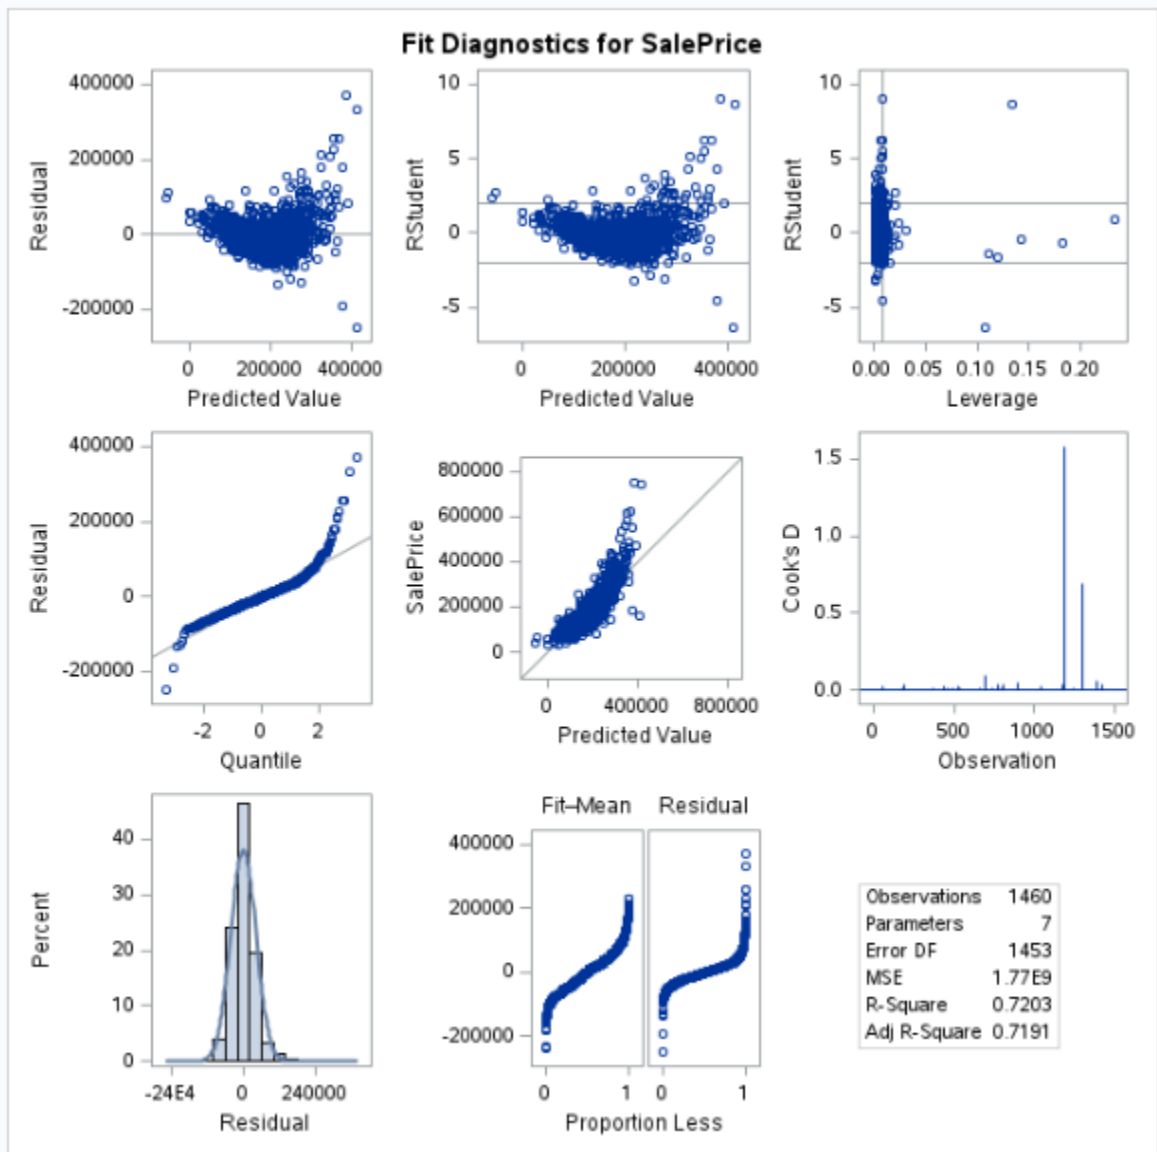 Fit Diagnostics for SalePrice
400000
200000
0
-200000
Residual
0 200000 400000
Predicted Value
10
5
0
-5
RStudent
0 200000 400000
Predicted Value
10
5
0
-5
RStudent
0.00 0.05 0.10 0.15 0.20
Leverage
400000
200000
0
-200000
Residual
-2 0 2
Quantile
800000
600000
400000
200000
0
SalePrice
0 400000 800000
Predicted Value
1.5
1.0
0.5
0.0
Cook's D
0 500 1000 1500
Observation
40
30
20
10
0
Percent
-24E4 0 240000
Residual
Fit–Mean Residual
400000
200000
0
-200000
0 1 0 1
Proportion Less
Observations 1460
Parameters 7
Error DF 1453
MSE 1.77E9
R-Square 0.7203
Adj R-Square 0.7191